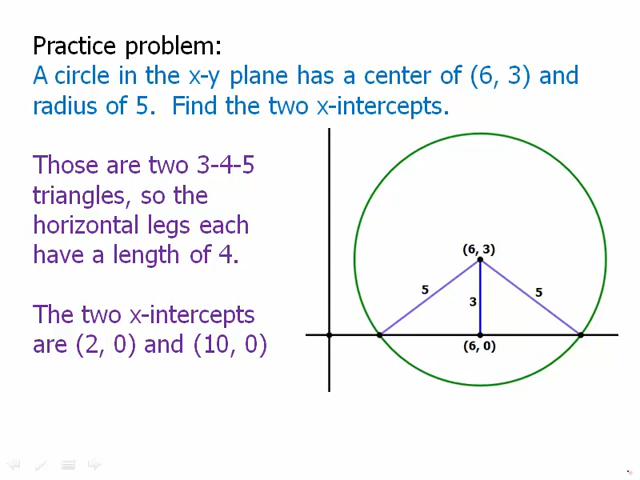 Practice problem:
A circle in the x-y plane has a center of (6, 3) and
radius of 5.  Find the two x-intercepts.
Those are two 3-4-5
triangles, so the
horizontal legs each
have a length of 4.
The two x-intercepts
are (2, 0) and (10, 0)
(6, 3)
5
5
3
(6, 0)